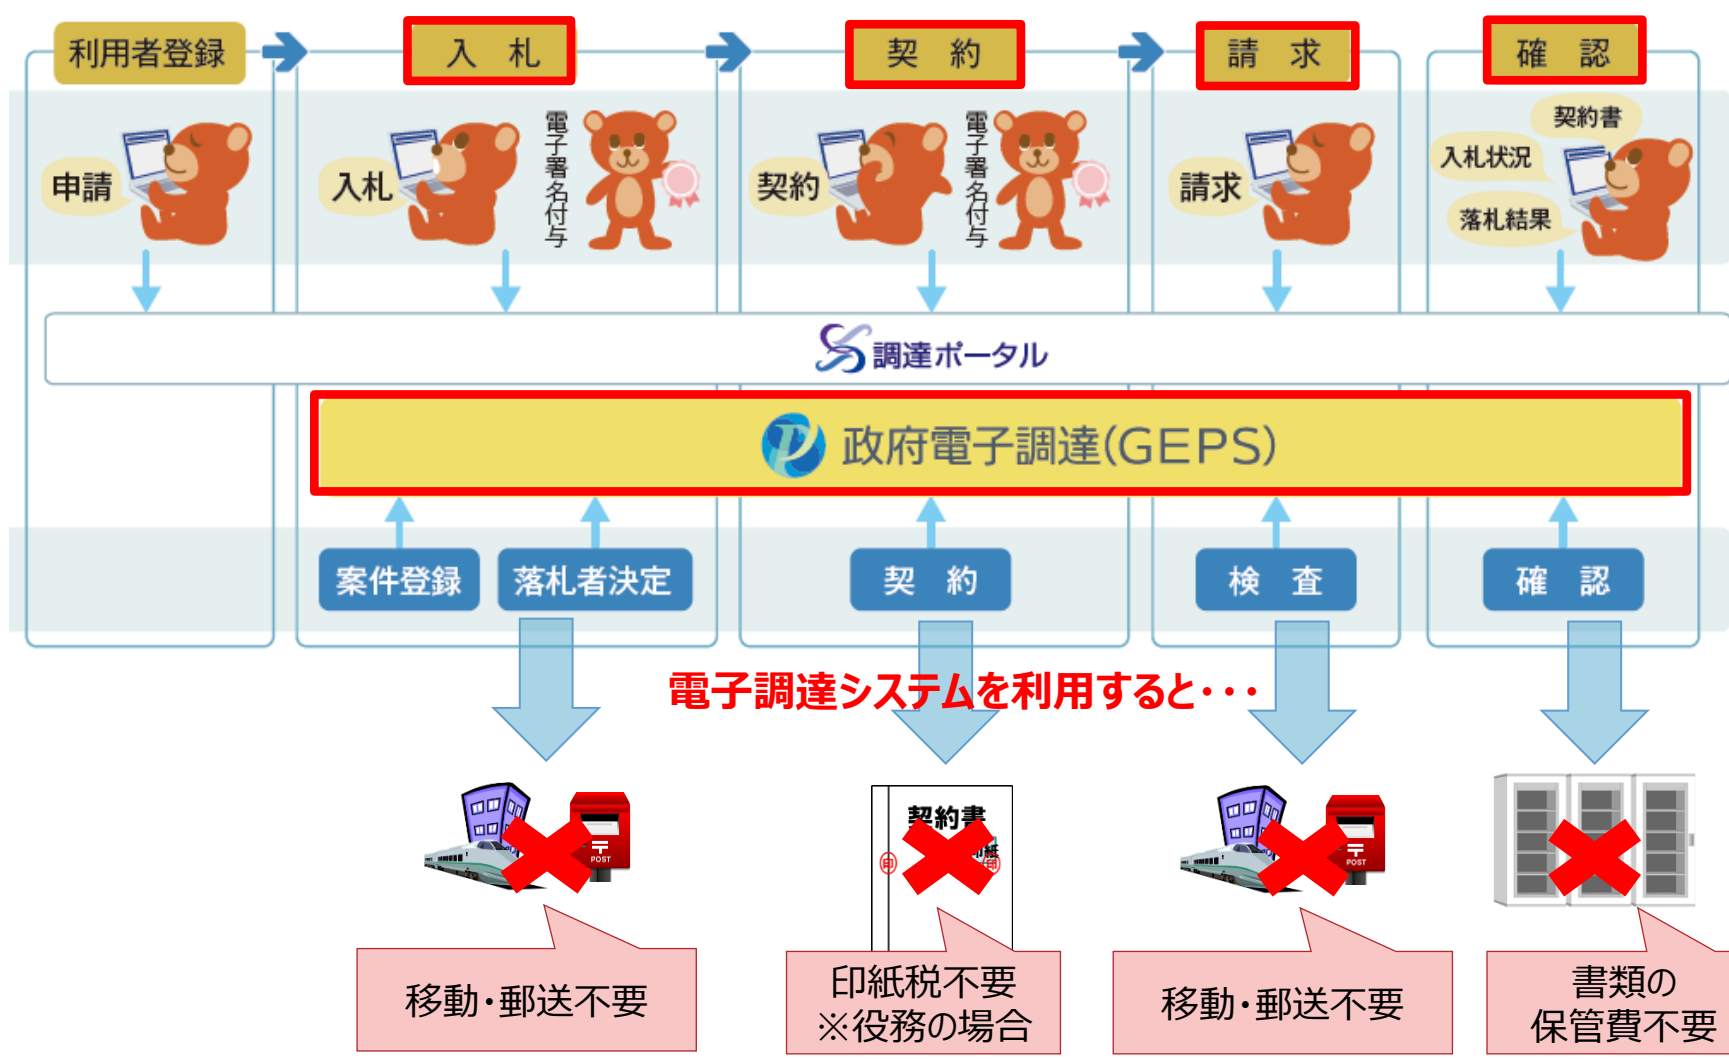 利用者登録
入 札
契 約
請 求
確 認
申請
入札
電子署名付与
契約
電子署名付与
請求
契約書
入札状況
落札結果
調達ポータル
政府電子調達(GEPS)
案件登録
落札者決定
契 約
検 査
確 認
電子調達システムを利用すると・・・
POST
契約書
印紙
印
印
POST
移動・郵送不要
印紙税不要
※役務の場合
移動・郵送不要
書類の
保管費不要